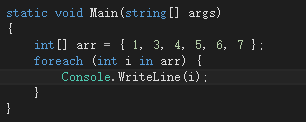 static void Main(string[] args)
{
    int[] arr = { 1, 3, 4, 5, 6, 7 };
    foreach (int i in arr) {
        Console.WriteLine(i);
    }
}